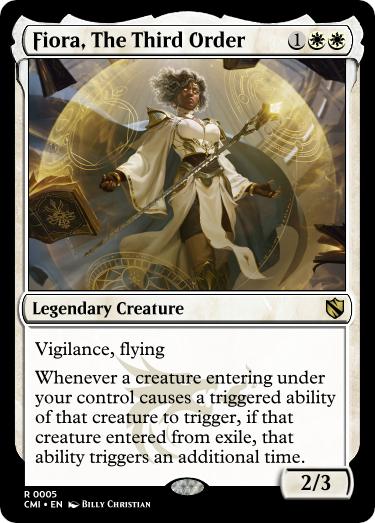 Fiora, The Third Order 1
Legendary Creature
Vigilance, flying
Whenever a creature entering under
your control causes a triggered ability
of that creature to trigger, if that
creature entered from exile, that
ability triggers an additional time.
2/3
R 0005
CMI • EN Billy Christian